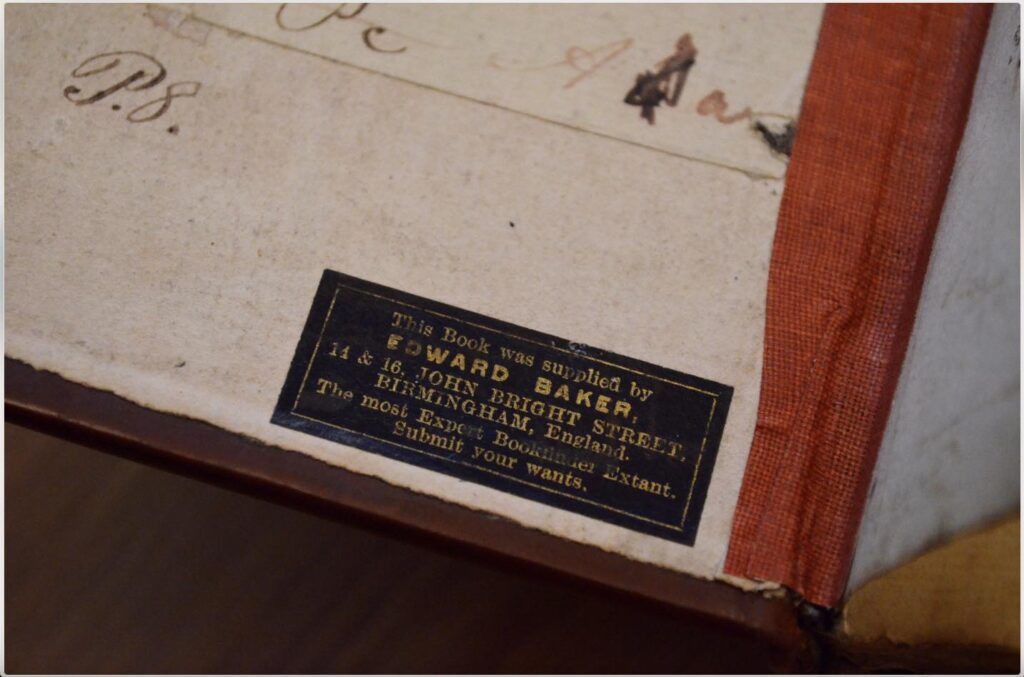 Pc A
P.8.
This Book was supplied by
EDWARD BAKER,
14 & 16, JOHN BRIGHT STREET,
BIRMINGHAM, England.
The most Expert Bookfinder Extant.
Submit your wants.